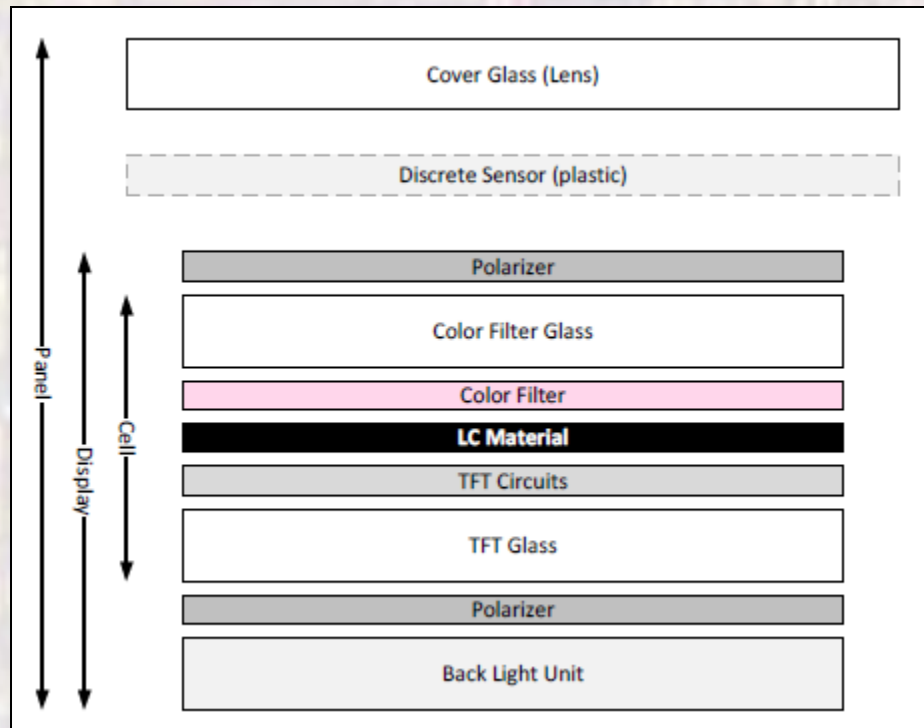 Cover Glass (Lens)
Discrete Sensor (plastic)
Polarizer
Color Filter Glass
Color Filter
LC Material
TFT Circuits
TFT Glass
Polarizer
Back Light Unit
Panel
Display
Cell